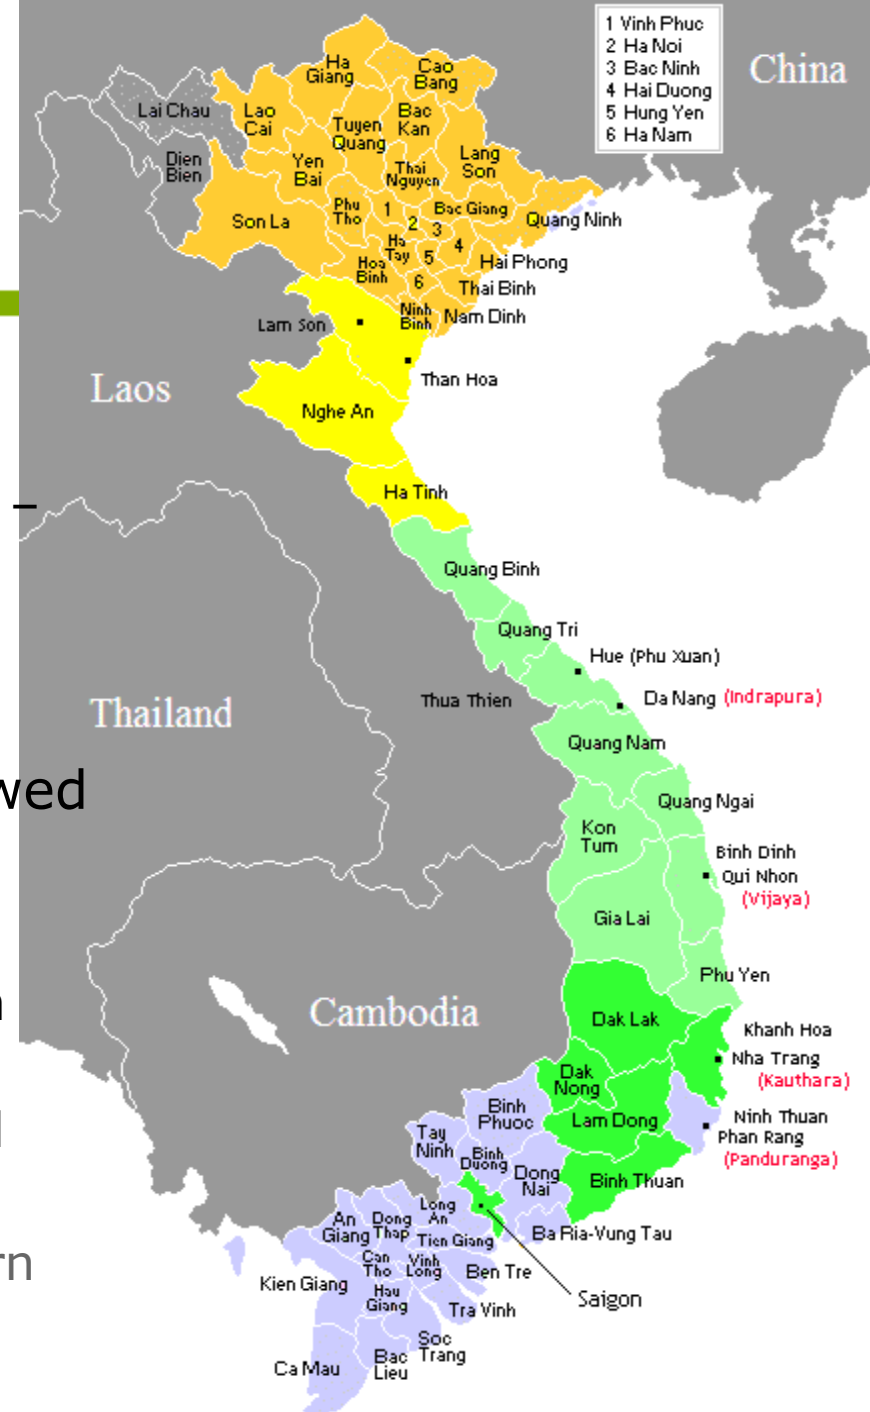 1 Vinh Phuc
2 Ha Noi
3 Bac Ninh
4 Hai Duong
5 Hung Yen
6 Ha Nam
China
Ha
Giang
Cao
Bang
Lai Chau
Lao
Cai
Tuyen
Quang
Bac
Kan
Dien
Bien
Yen
Bai
Thai
Nguyen
Lang
Son
Son La
Phu
Tho
1
2
3
Bac Giang
Quang Ninh
Ha
Tay
4
5
Hoa
Binh
6
Hai Phong
Thai Binh
Ninh
Binh
Nam Dinh
Lam Son
Than Hoa
Laos
Nghe An
Ha Tinh
–
Quang Binh
Quang Tri
Hue (Phu Xuan)
Thua Thien
Da Nang (Indrapura)
Thailand
Quang Nam
wed
Quang Ngai
Kon
Tum
Binh Dinh
Qui Nhon
(Vijaya)
Gia Lai
Phu Yen
Cambodia
Dak Lak
Khanh Hoa
Nha Trang
(Kauthara)
Dak
Nong
Binh
Phuoc
Lam Dong
Ninh Thuan
Phan Rang
(Panduranga)
Tay
Ninh
Binh
Duong
Dong
Nai
Binh Thuan
An
Giang
Dong
Thap
Long
An
Tien Giang
Ba Ria-Vung Tau
rn
Can
Tho
Vinh
Long
Ben Tre
Kien Giang
Hau
Giang
Tra Vinh
Saigon
Soc
Trang
Ca Mau
Bac
Lieu